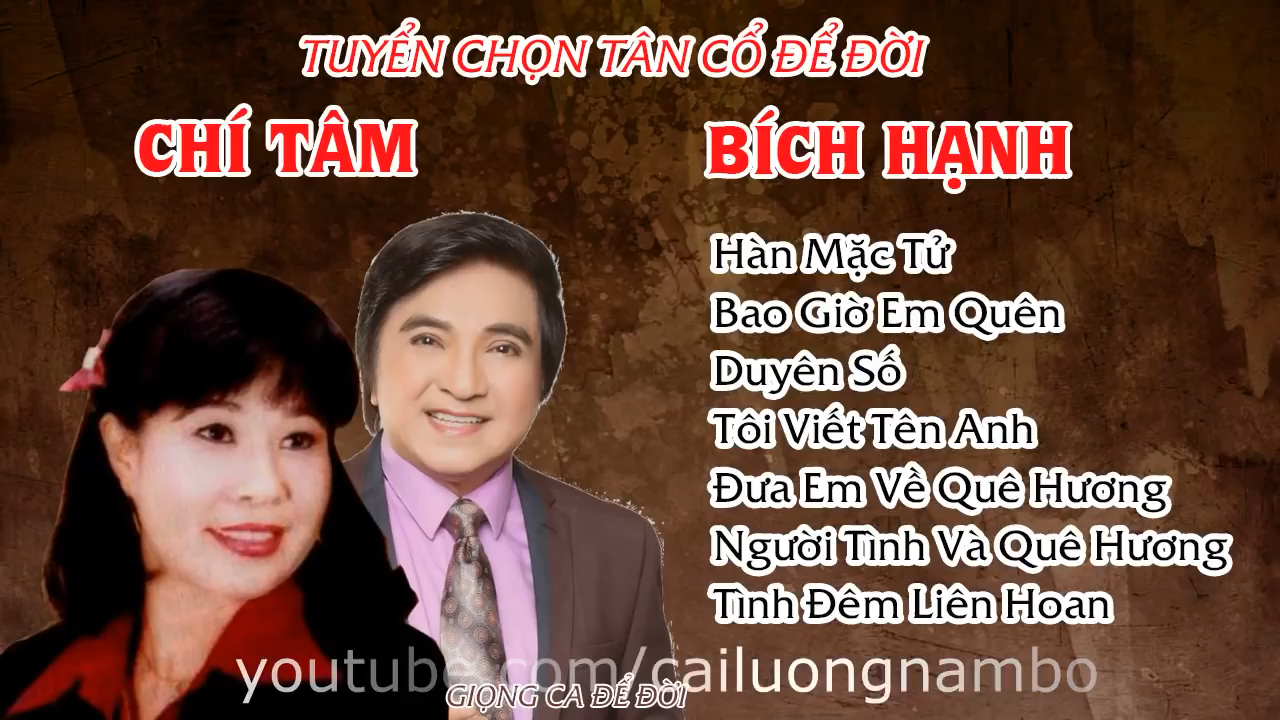 TUYỂN CHỌN TÂN CỔ ĐỂ ĐỜI
CHÍ TÂM
BÍCH HẠNH
Hàn Mặc Tử
Bao Giờ Em Quên
Duyên Số
Tôi Viết Tên Anh
Đưa Em Về Quê Hương
Người Tình Và Quê Hương
Tình Đêm Liên Hoan
youtube.com/cailuongnambo
GIỌNG CA ĐỂ ĐỜI